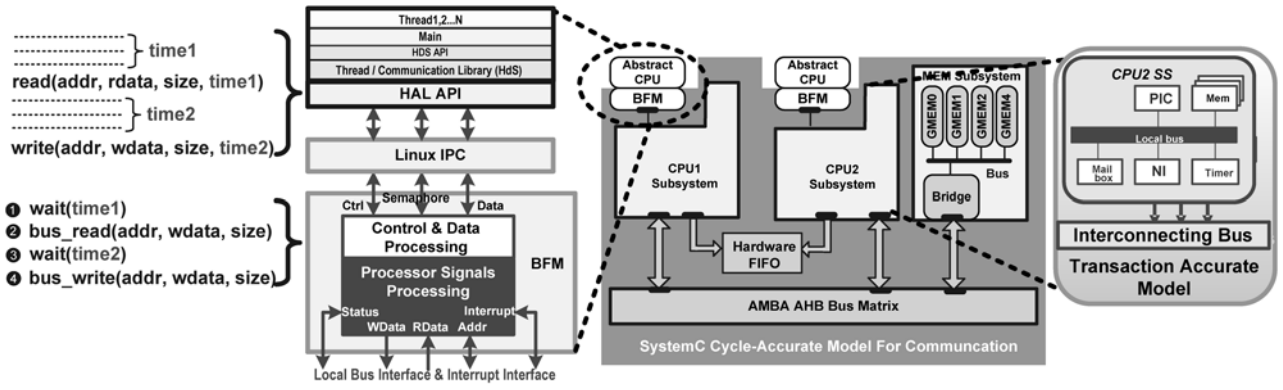 time1
read(addr, rdata, size, time1)
time2
write(addr, wdata, size, time2)
❶ wait(time1)
❷ bus_read(addr, wdata, size)
❸ wait(time2)
❹ bus_write(addr, wdata, size)
Thread1,2...N
Main
HDS API
Thread / Communication Library (HdS)
HAL API
Linux IPC
Semaphore
Ctrl
Data
Control & Data
Processing
Processor Signals
Processing
BFM
Status
Interrupt
WData RData Addr
Local Bus Interface & Interrupt Interface
Abstract
CPU
BFM
CPU1
Subsystem
Abstract
CPU
BFM
CPU2
Subsystem
MEM Subsystem
GMEM0
GMEM1
GMEM2
GMEM4
Bus
Bridge
Hardware
FIFO
AMBA AHB Bus Matrix
SystemC Cycle-Accurate Model For Communcation
CPU2 SS
PIC
Mem
Local bus
Mail
box
NI
Timer
Interconnecting Bus
Transaction Accurate
Model